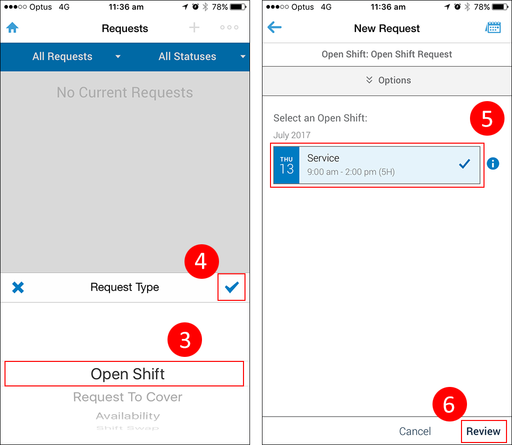 ●●●○○ Optus 4G 11:36 am 78%
Requests
All Requests All Statuses
No Current Requests
4
Request Type
3
Open Shift
Request To Cover
Availability
Shift Swap
●●●○○ Optus 4G 11:36 am 78%
New Request
Open Shift: Open Shift Request
Options
5
Select an Open Shift:
July 2017
THU
13
Service
9:00 am - 2:00 pm (5H)
6
Cancel Review